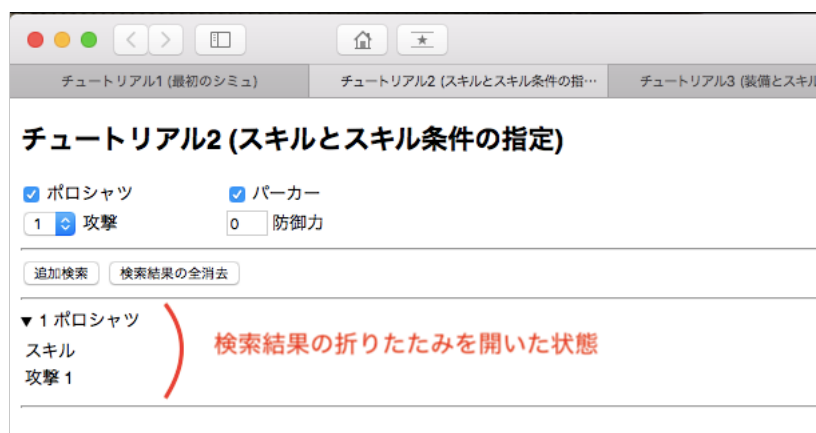 チュートリアル1 (最初のシミュ)
チュートリアル2 (スキルとスキル条件の指…
チュートリアル3 (装備とスキル
チュートリアル2 (スキルとスキル条件の指定)
ポロシャツ パーカー
1 攻撃 0 防御力
追加検索 検索結果の全消去
▼ 1 ポロシャツ
スキル
攻撃 1
検索結果の折りたたみを開いた状態